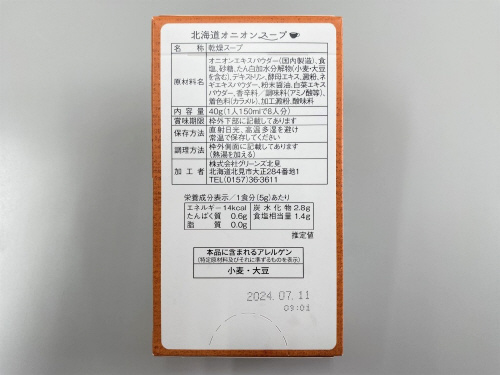 北海道オニオンスープ
名称 乾燥スープ
原材料名 オニオンエキスパウダー(国内製造)、食
塩、砂糖、たん白加水分解物(小麦・大豆
を含む)、デキストリン、酵母エキス、澱粉、ネ
ギエキスパウダー、粉末醤油、白菜エキス
パウダー、香辛料／調味料(アミノ酸等)、
着色料(カラメル)、加工澱粉、酸味料
内容量 40g(1人150mlで8人分)
賞味期限 枠外下部に記載してあります
保存方法 直射日光、高温多湿を避け
常温で保存してください
調理方法 枠外側面に記載してあります
(熱湯を加える)
加工者 株式会社グリーンズ北見
北海道北見市大正284番地1
TEL(0157)36-3611
栄養成分表示／1食分(5g)あたり
エネルギー 14kcal 炭水化物 2.8g
たんぱく質 0.6g 食塩相当量 1.4g
脂質 0.0g
推定値
本品に含まれるアレルゲン
(特定原材料及びそれに準ずるものを表示)
小麦・大豆
2024.07.11
09:01